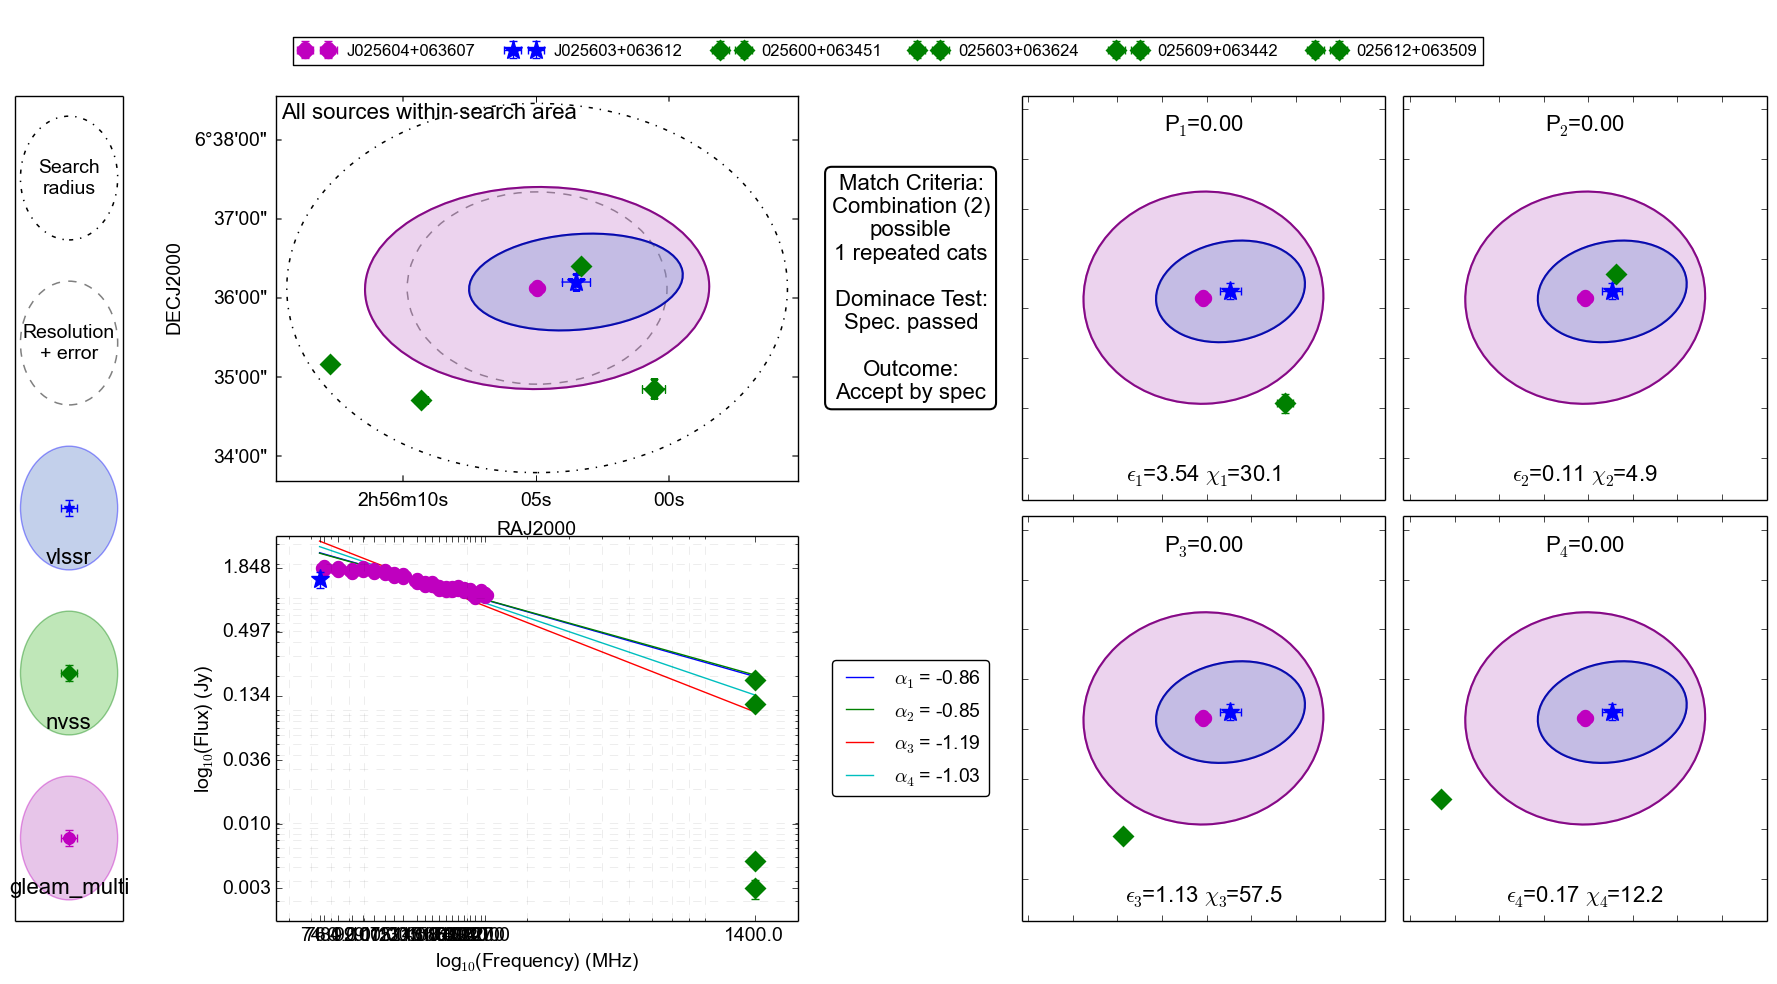 J025604+063607 J025603+063612 025600+063451 025603+063624 025609+063442 025612+063509
Search
radius
Resolution
+ error
vlssr
nvss
gleam_multi
All sources within search area
6°38'00"
37'00"
36'00"
35'00"
34'00"
DECJ2000
2h56m10s 05s 00s
RAJ2000
Match Criteria:
Combination (2)
possible
1 repeated cats
Dominace Test:
Spec. passed
Outcome:
Accept by spec
P1=0.00
ϵ1=3.54 χ1=30.1
P2=0.00
ϵ2=0.11 χ2=4.9
P3=0.00
ϵ3=1.13 χ3=57.5
P4=0.00
ϵ4=0.17 χ4=12.2
1.848
0.497
0.134
0.036
0.010
0.003
log10(Flux) (Jy)
1400.0
log10(Frequency) (MHz)
α1 = -0.86
α2 = -0.85
α3 = -1.19
α4 = -1.03